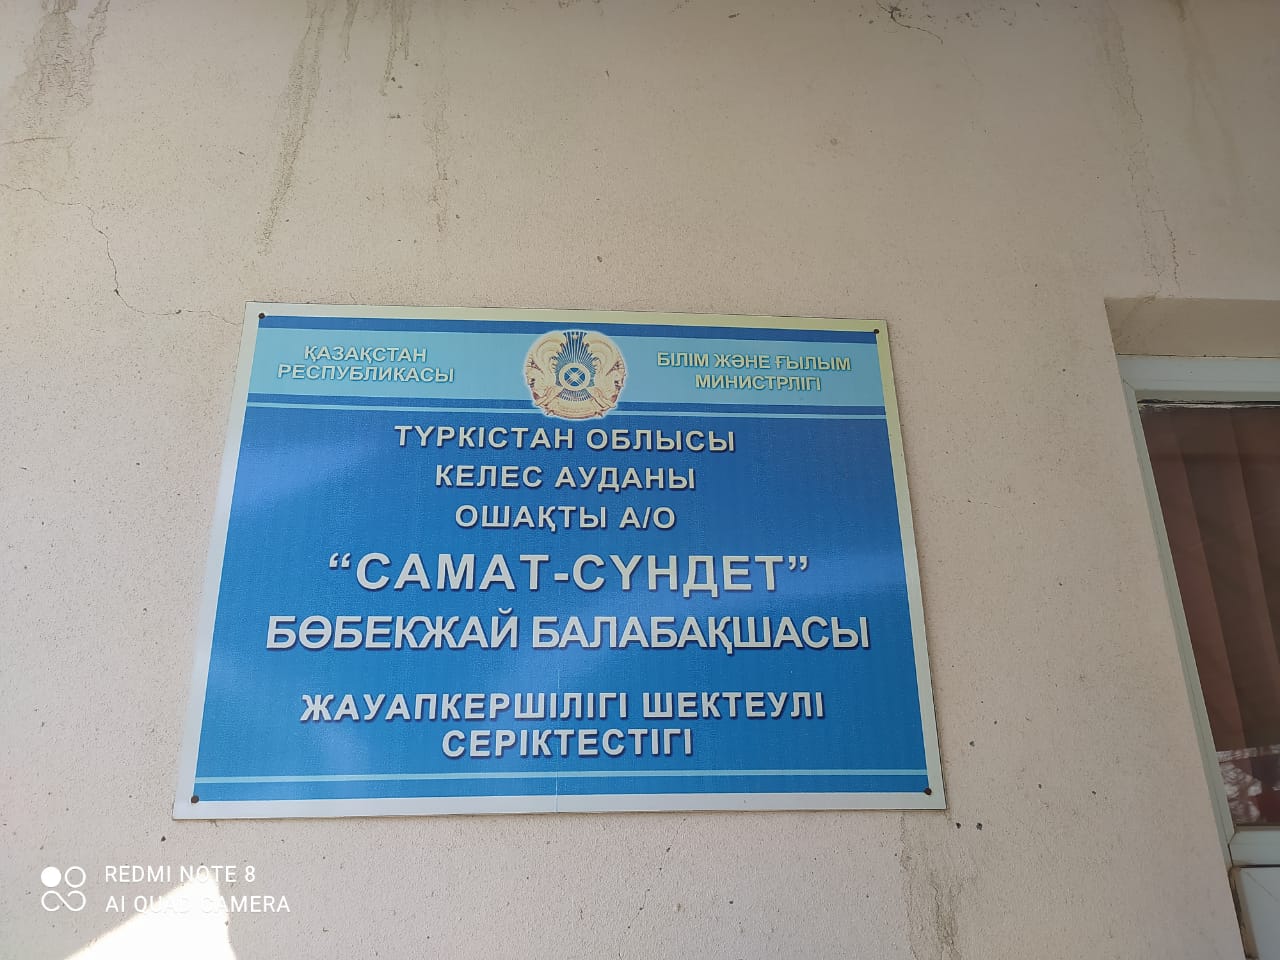 ҚАЗАҚСТАН
РЕСПУБЛИКАСЫ
БІЛІМ ЖӘНЕ ҒЫЛЫМ
МИНИСТРЛІГІ
ТҮРКІСТАН ОБЛЫСЫ
КЕЛЕС АУДАНЫ
ОШАҚТЫ А/О
“САМАТ-СҮНДЕТ”
БӨБЕКЖАЙ БАЛАБАҚШАСЫ
ЖАУАПКЕРШІЛІГІ ШЕКТЕУЛІ
СЕРІКТЕСТІГІ
REDMI NOTE 8
AI QUAD CAMERA